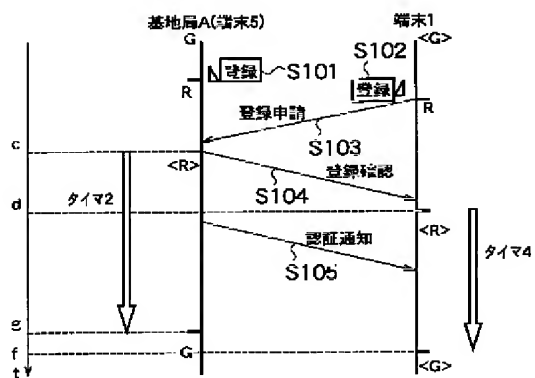 基地局A(端末5)
端末1
G
<G>
S102
登録
S101
登録
R
R
登録申請
S103
c
<R>
登録確認
S104
タイマ2
d
<R>
認証通知
タイマ4
S105
g
G
f
<G>
t